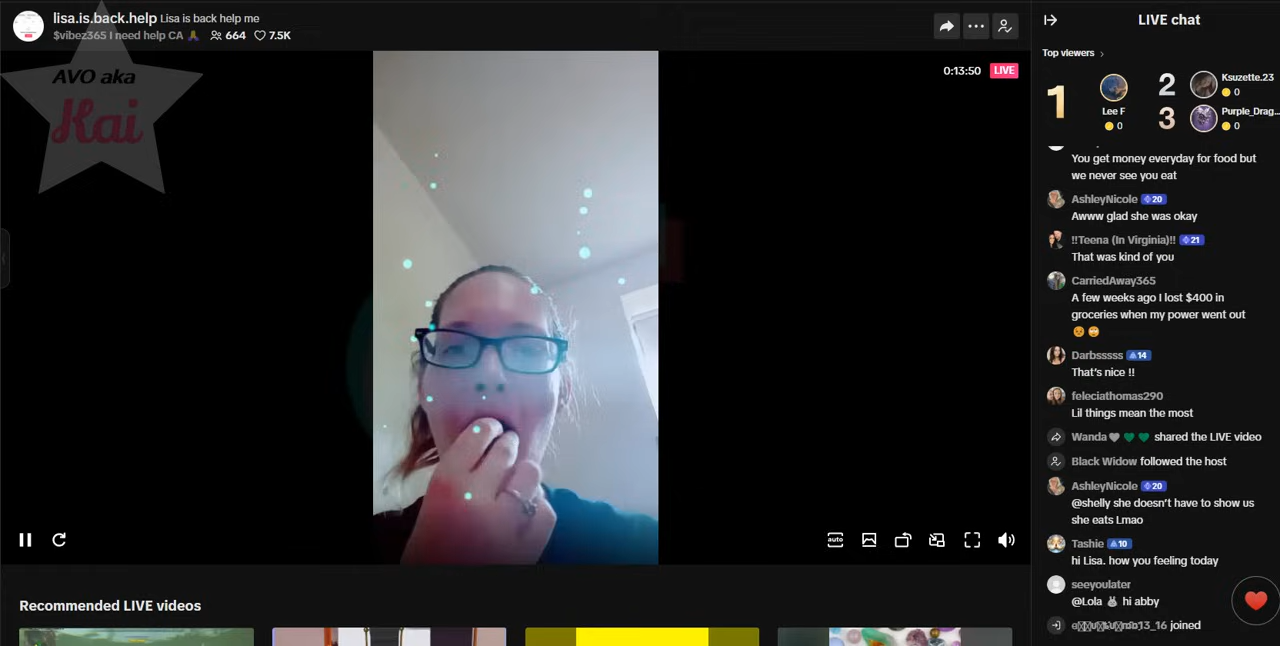 lisa.is.back.help Lisa is back help me
$vibez365 I need help CA 🙏 664 7.5K
AVO aka
Kai
0:13:50 LIVE
Recommended LIVE videos
auto
LIVE chat
Top viewers
1
Lee F
0
2
Ksuzette.23
0
3
Purple_Drag...
0
You get money everyday for food but
we never see you eat
AshleyNicole 20
Awww glad she was okay
!!Teena (In Virginia)!! 21
That was kind of you
CarriedAway365
A few weeks ago I lost $400 in
groceries when my power went out
😡 🙄
Darbsssss 14
That's nice !!
feleciathomas290
Lil things mean the most
Wanda🩶 💚 💚 shared the LIVE video
Black Widow followed the host
AshleyNicole 20
@shelly she doesn't have to show us
she eats Lmao
Tashie 10
hi Lisa. how you feeling today
seeyoulater
@Lola 🐰 hi abby
joined